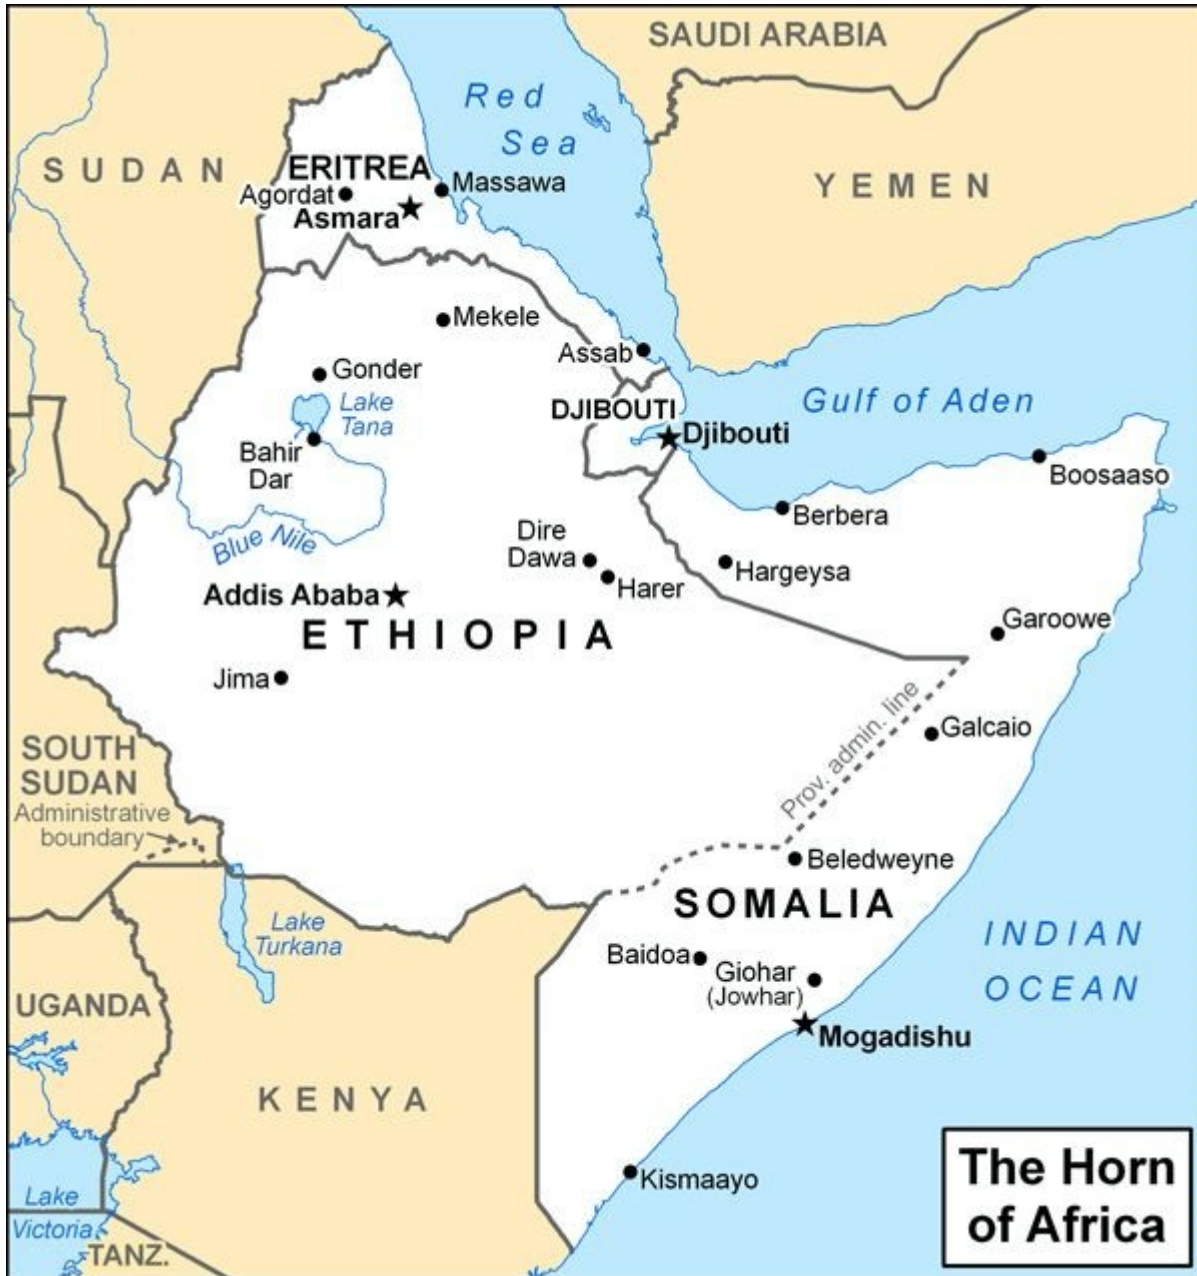 SAUDI ARABIA
Red
Sea
SUDAN
ERITREA
Agordat
Massawa
Asmara
YEMEN
Mekele
Assab
Gonder
Lake
Tana
DJIBOUTI
Djibouti
Gulf of Aden
Bahir
Dar
Boosaaso
Blue Nile
Berbera
Dire
Dawa
Harer
Hargeysa
Addis Ababa
ETHIOPIA
Garoowe
Jima
Prov. admin. line
Galcaio
SOUTH
SUDAN
Administrative
boundary
Beledweyne
SOMALIA
Lake
Turkana
INDIAN
OCEAN
Baidoa
Giohar
(Jowhar)
UGANDA
Mogadishu
KENYA
Kismaayo
Lake
Victoria
TANZ.
The Horn
of Africa